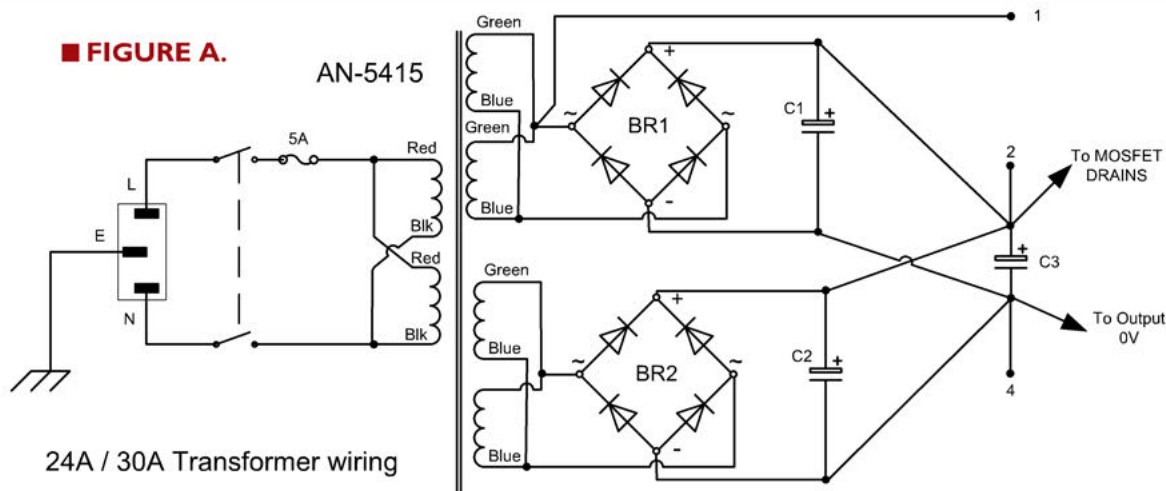 ■ FIGURE A.
AN-5415
Green
1
+
Blue
~
BR1
~
C1
+
Green
5A
Red
2
To MOSFET
DRAINS
L
Blue
-
E
Blk
Red
+
C3
Green
N
Blk
+
To Output
0V
Blue
~
BR2
~
C2
+
4
Blue
-
24A / 30A Transformer wiring